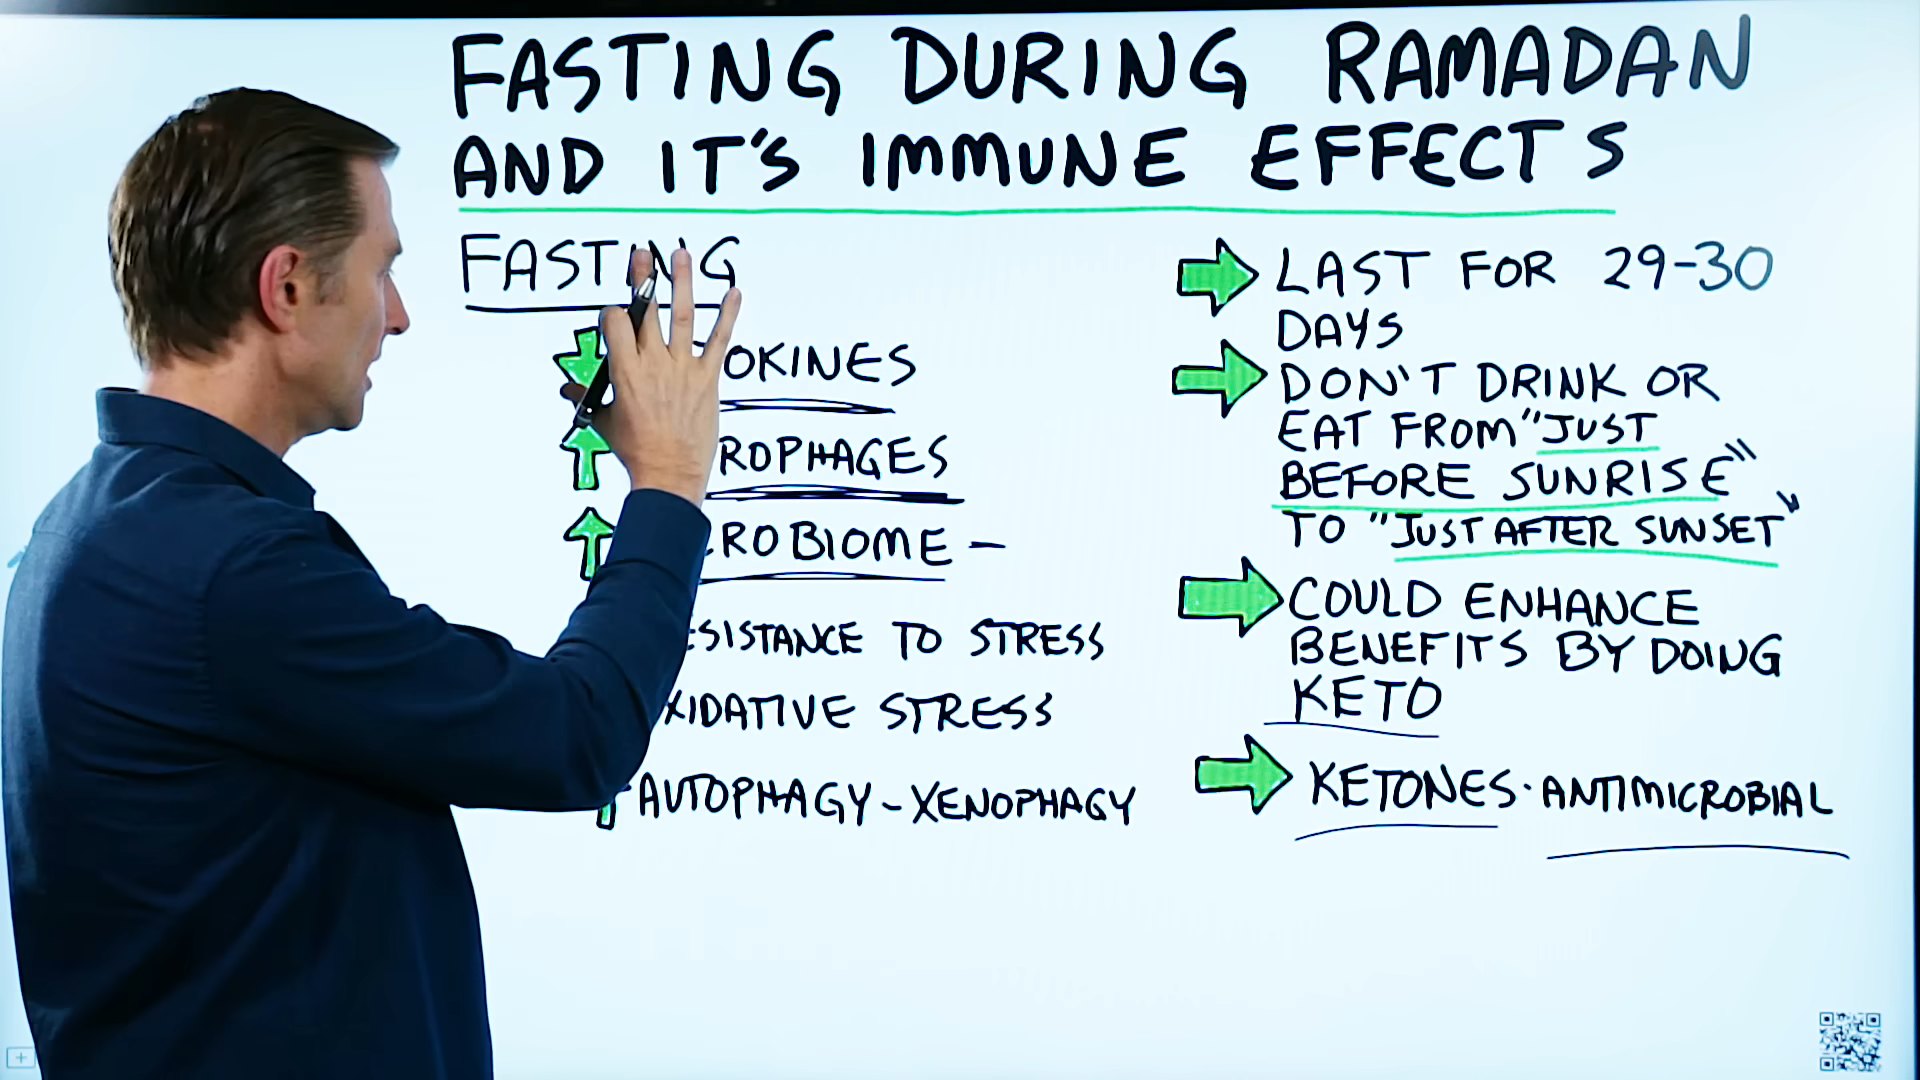 FASTING DURING RAMADAN
AND IT'S IMMUNE EFFECTS
FASTING
OKINES
ROPHAGES
ROBIOME –
ESISTANCE TO STRESS
XIDATIVE STRESS
AUTOPHAGY – XENOPHAGY
LAST FOR 29-30
DAYS
DON'T DRINK OR
EAT FROM "JUST
BEFORE SUNRISE"
TO "JUST AFTER SUNSET"
COULD ENHANCE
BENEFITS BY DOING
KETO
KETONES · ANTIMICROBIAL